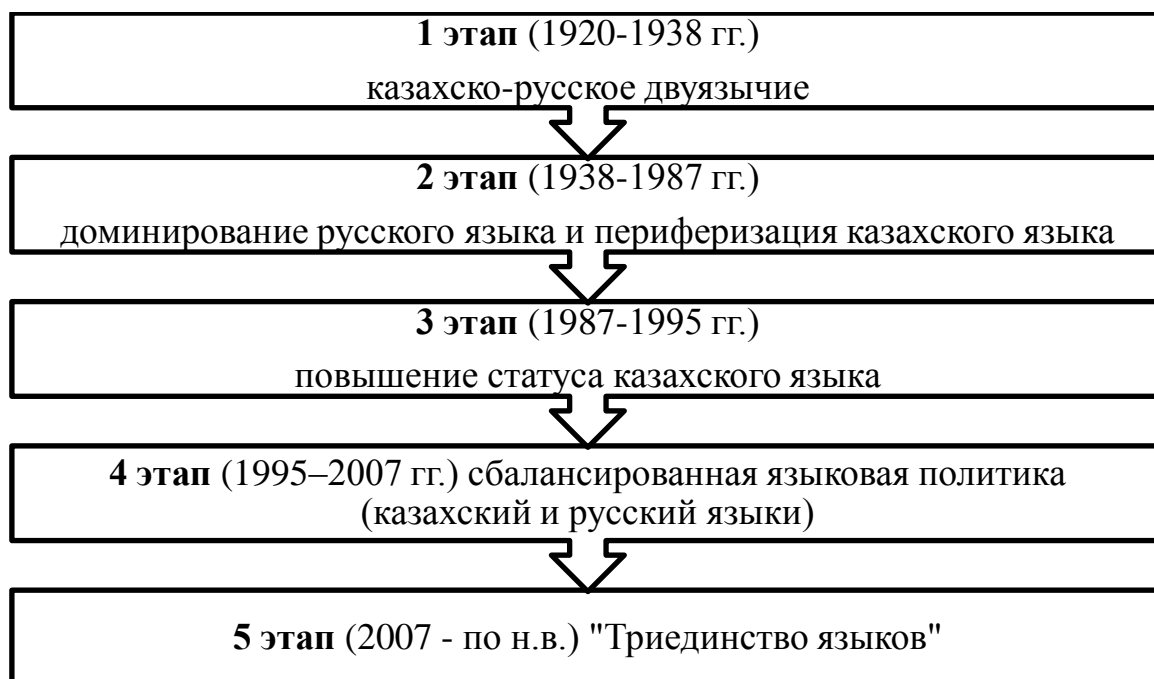 1 этап (1920-1938 гг.)
казахско-русское двуязычие
2 этап (1938-1987 гг.)
доминирование русского языка и периферизация казахского языка
3 этап (1987-1995 гг.)
повышение статуса казахского языка
4 этап (1995–2007 гг.) сбалансированная языковая политика
(казахский и русский языки)
5 этап (2007 - по н.в.) "Триединство языков"